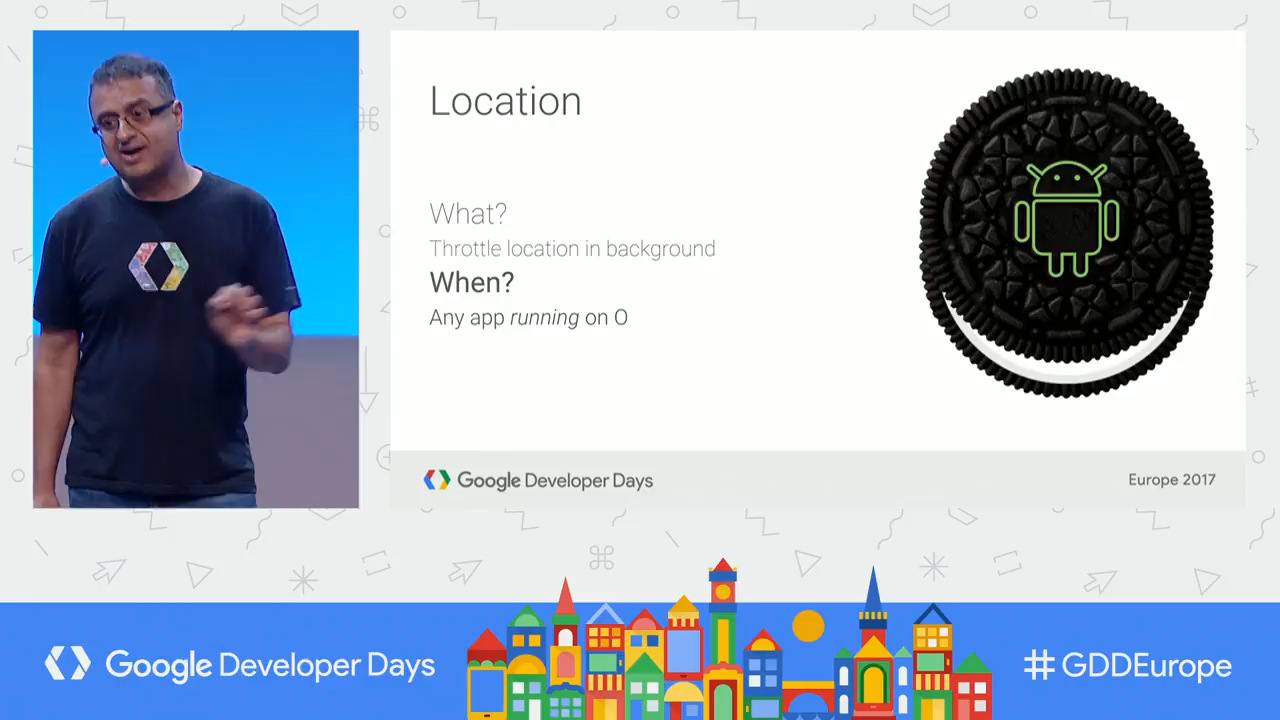 Location
What?
Throttle location in background
When?
Any app running on O
Google Developer Days
Europe 2017
Google Developer Days
#GDDEurope